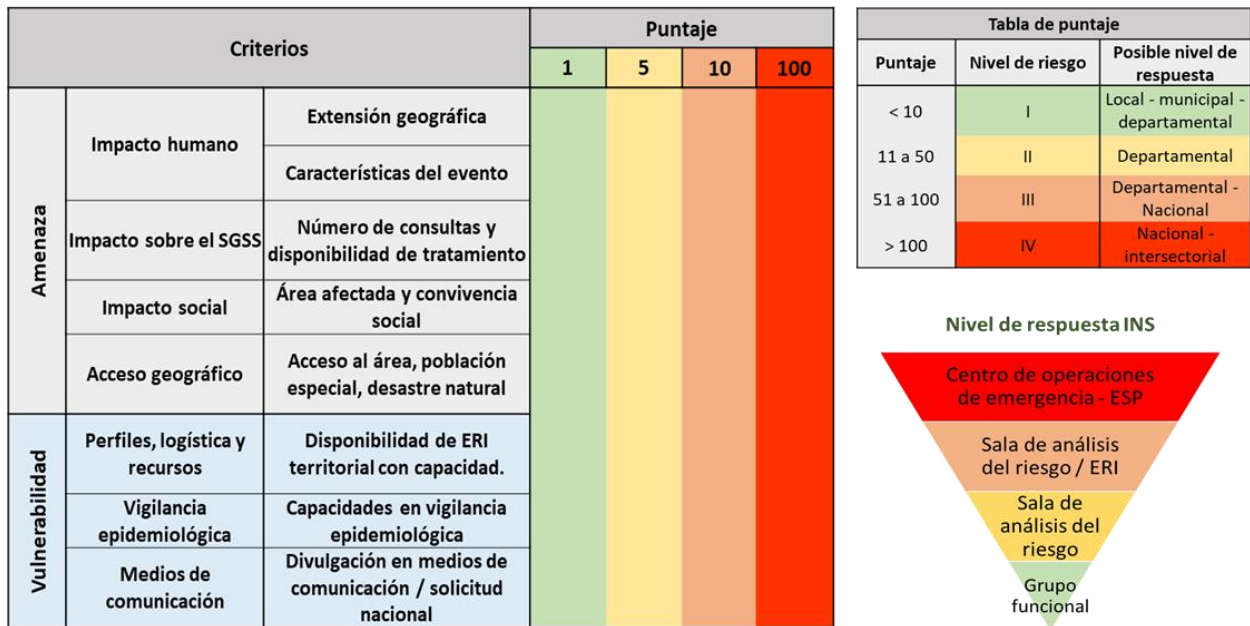 Criterios
Puntaje
1
5
10
100
Amenaza
Impacto humano
Extensión geográfica
Características del evento
Impacto sobre el SGSS
Número de consultas y
disponibilidad de tratamiento
Impacto social
Área afectada y convivencia
social
Acceso geográfico
Acceso al área, población
especial, desastre natural
Vulnerabilidad
Perfiles, logística y
recursos
Disponibilidad de ERI
territorial con capacidad.
Vigilancia
epidemiológica
Capacidades en vigilancia
epidemiológica
Medios de
comunicación
Divulgación en medios de
comunicación / solicitud
nacional
Tabla de puntaje
Puntaje
Nivel de riesgo
Posible nivel de
respuesta
< 10
I
Local - municipal -
departamental
11 a 50
II
Departamental
51 a 100
III
Departamental -
Nacional
> 100
IV
Nacional -
intersectorial
Nivel de respuesta INS
Centro de operaciones
de emergencia - ESP
Sala de análisis
del riesgo / ERI
Sala de
análisis del
riesgo
Grupo
funcional